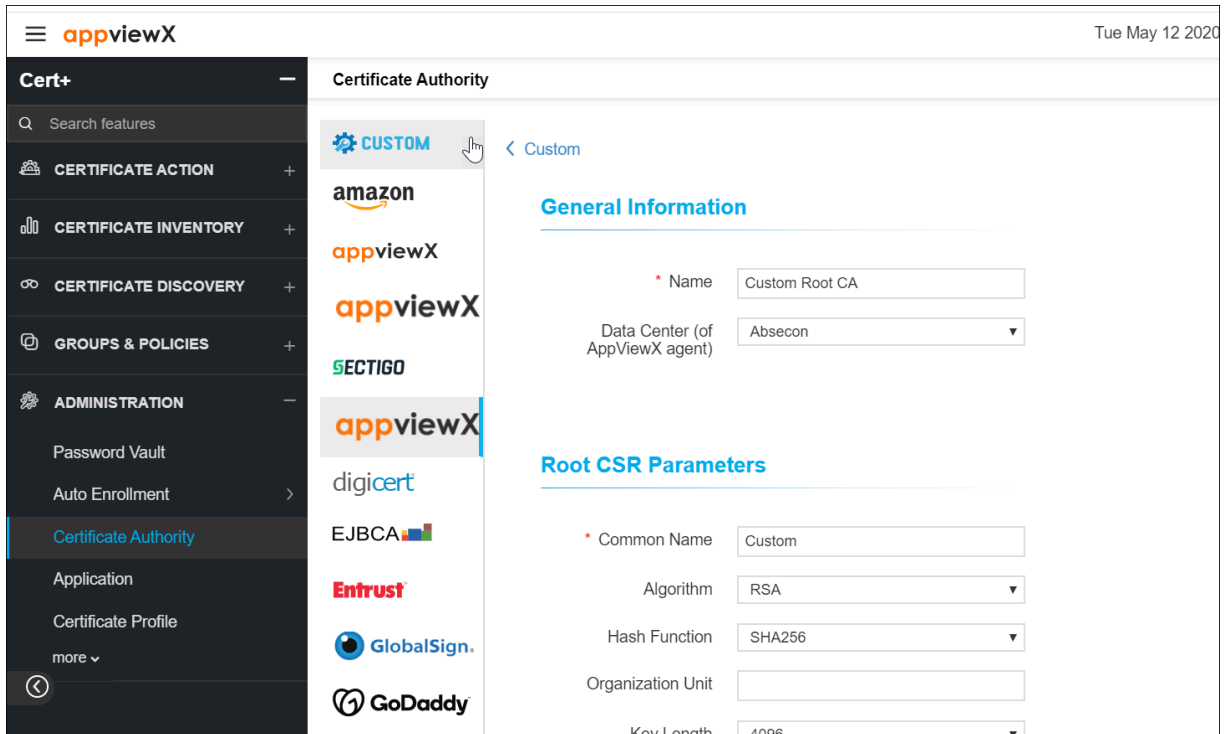 appviewX
Tue May 12 2020
Cert+
Certificate Authority
Search features
CERTIFICATE ACTION
CERTIFICATE INVENTORY
CERTIFICATE DISCOVERY
GROUPS & POLICIES
ADMINISTRATION
Password Vault
Auto Enrollment
Certificate Authority
Application
Certificate Profile
more
CUSTOM
amazon
appviewX
appviewX
SECTIGO
appviewX
digicert
EJBCA
Entrust
GlobalSign.
GoDaddy
Custom
General Information
* Name Custom Root CA
Data Center (of
AppViewX agent) Absecon
Root CSR Parameters
* Common Name Custom
Algorithm RSA
Hash Function SHA256
Organization Unit
Key Length 4096